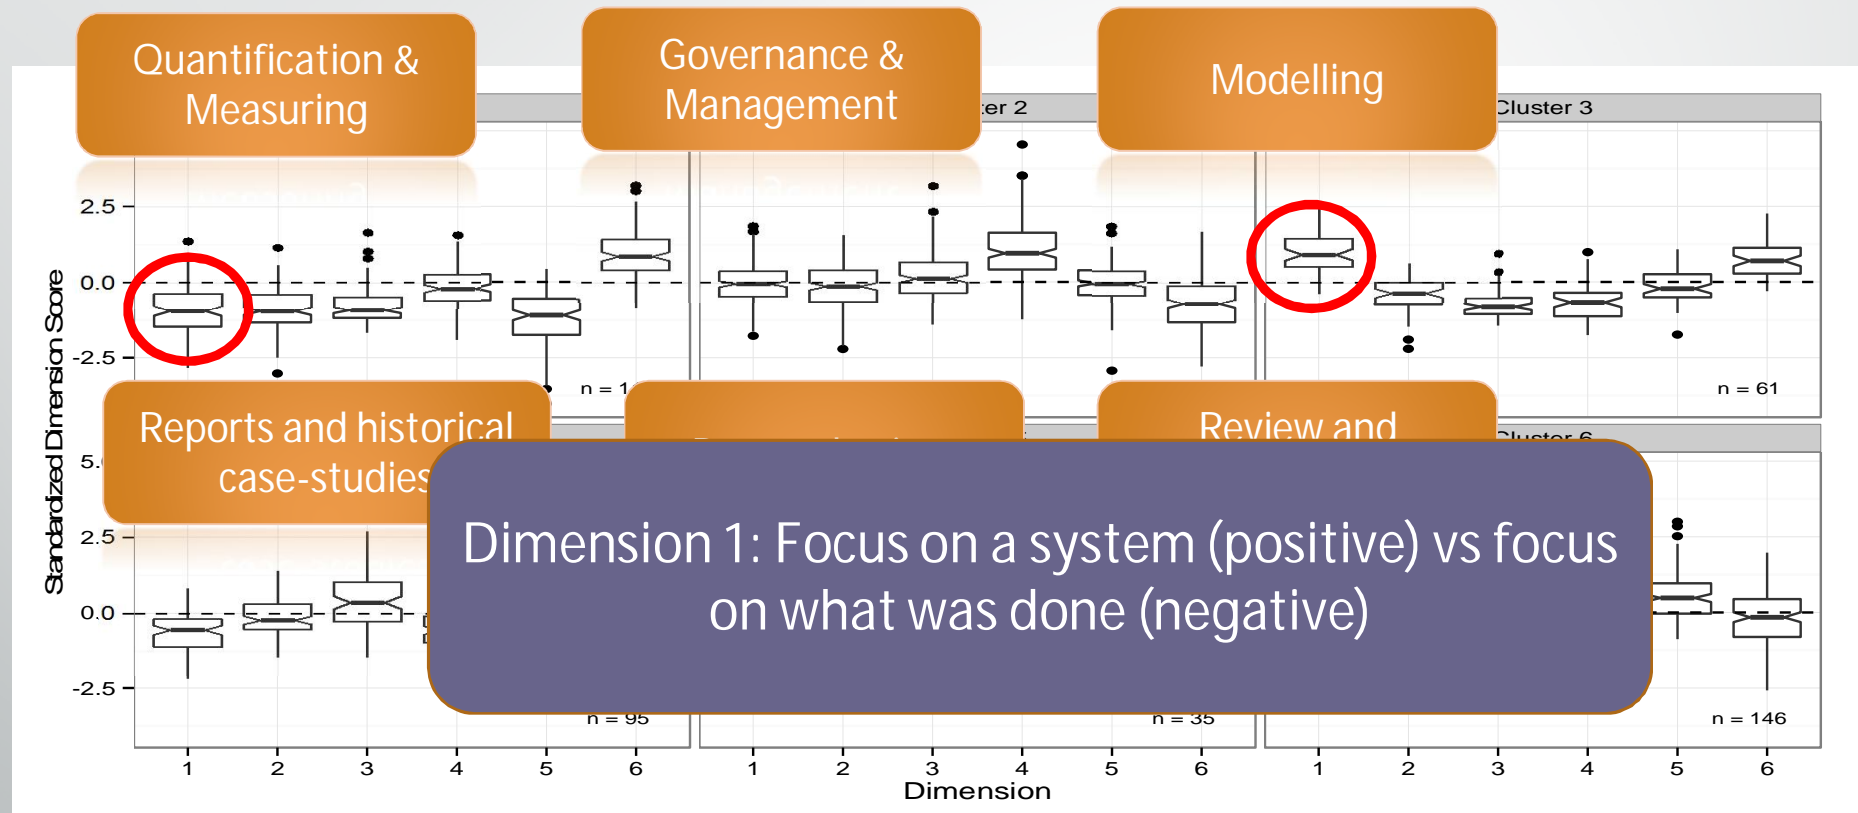 Quantification &
Measuring
Governance &
Management
Modelling
er 2
Cluster 3
Standardized Dimension Score
2.5
0.0
-2.5
n = 1
n = 61
Reports and historical
case-studies
Review and
Cluster 6
5.
2.5
0.0
-2.5
Dimension 1: Focus on a system (positive) vs focus
on what was done (negative)
n = 95
n = 35
n = 146
1 2 3 4 5 6 1 2 3 4 5 6 1 2 3 4 5 6
Dimension